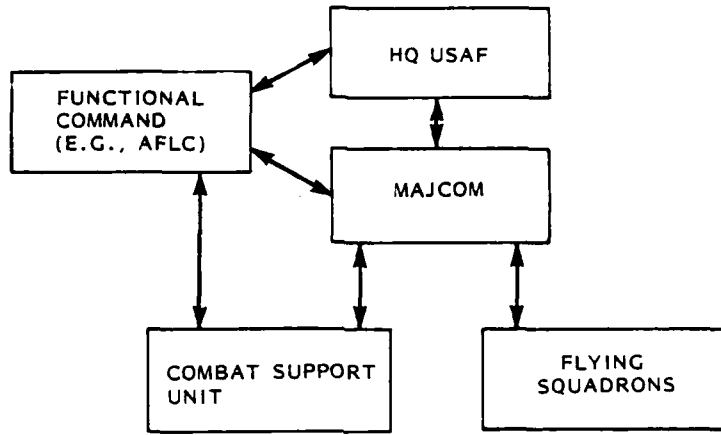 HQ USAF
FUNCTIONAL
COMMAND
(E.G., AFLC)
MAJCOM
COMBAT SUPPORT
UNIT
FLYING
SQUADRONS